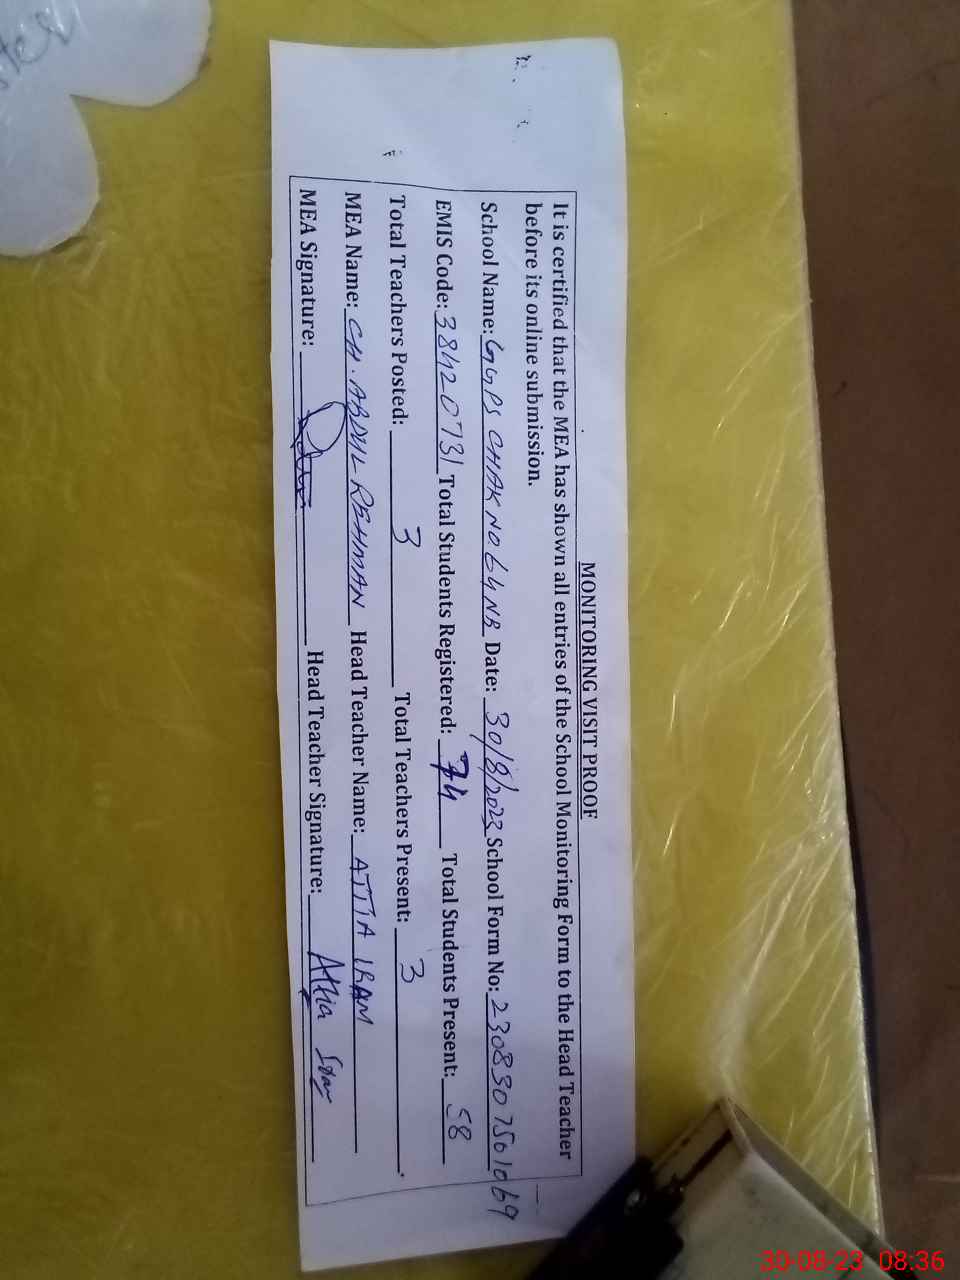 MONITORING VISIT PROOF
It is certified that the MEA has shown all entries of the School Monitoring Form to the Head Teacher
before its online submission.
School Name: GGPS CHAK NO 64NB Date: 30/8/2023 School Form No: 2308307501069
EMIS Code: 38420731 Total Students Registered: 74 Total Students Present: 58
Total Teachers Posted: 3 Total Teachers Present: 3
MEA Name: CH. ABDUL REHMAN Head Teacher Name: ATTIA IRAM
MEA Signature: Head Teacher Signature: Attia
30-08-23 08:36